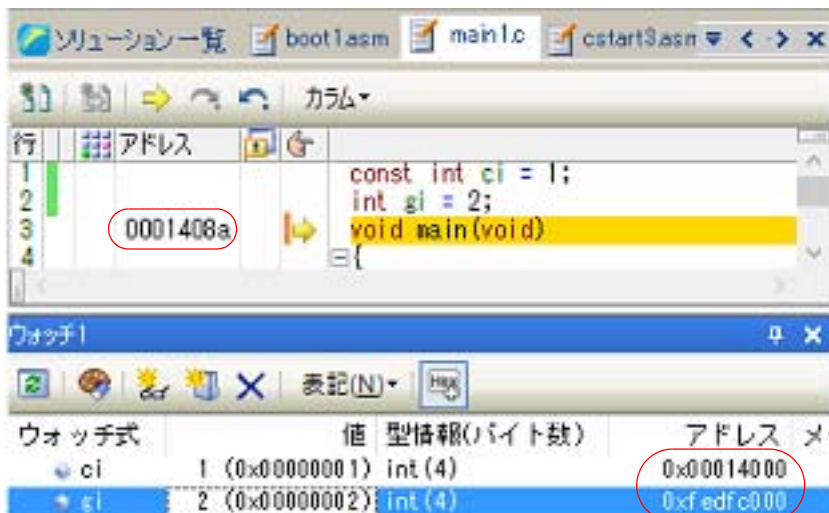 ソリューション一覧 boot1asm main1.c cstart3.asm
カラム
行 アドレス
1 const int ci = 1;
2 int gi = 2;
3 0001408a void main(void)
4 {
ウォッチ1
表記(N) Hex
ウォッチ式 値 型情報(バイト数) アドレス メ
ci 1 (0x00000001) int(4) 0x00014000
gi 2 (0x00000002) int(4) 0xfedfc000